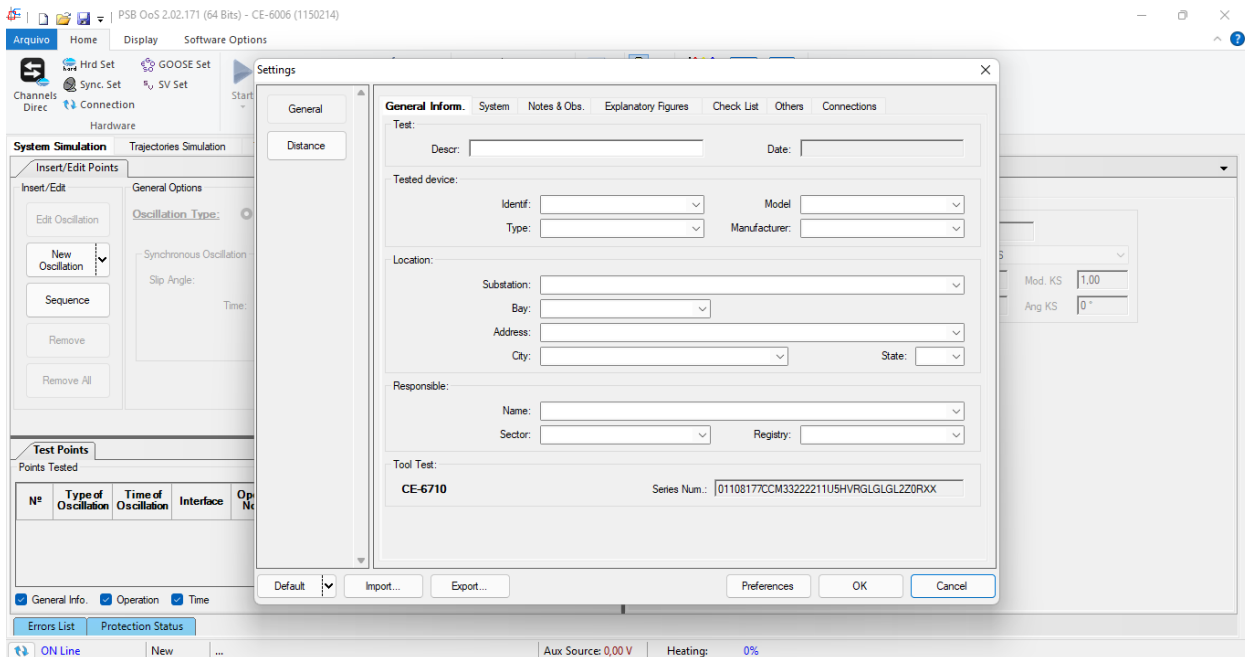 PSB OoS 2.02.171 (64 Bits) - CE-6006 (1150214)
Arquivo Home Display Software Options
Hrd Set GOOSE Set
Sync. Set SV Set
Channels Direc Connection Start
Hardware
System Simulation Trajectories Simulation
Insert/Edit Points
Insert/Edit General Options
Edit Oscillation Oscillation Type:
New Oscillation Synchronous Oscillation
Slip Angle:
Sequence Time:
Remove
Remove All
Mod. KS 1,00
Ang KS 0 °
Test Points
Points Tested
Nº Type of Oscillation Time of Oscillation Interface
General Info. Operation Time
Errors List Protection Status
ON Line New ... Aux Source: 0,00 V Heating: 0%
Settings
General
Distance
General Inform. System Notes & Obs. Explanatory Figures Check List Others Connections
Test:
Descr: Date:
Tested device:
Identif: Model
Type: Manufacturer:
Location:
Substation:
Bay:
Address:
City: State:
Responsible:
Name:
Sector: Registry:
Tool Test:
CE-6710 Series Num.: 01108177CCM33222211U5HVRGLGLGL2Z0RXX
Default Import... Export... Preferences OK Cancel